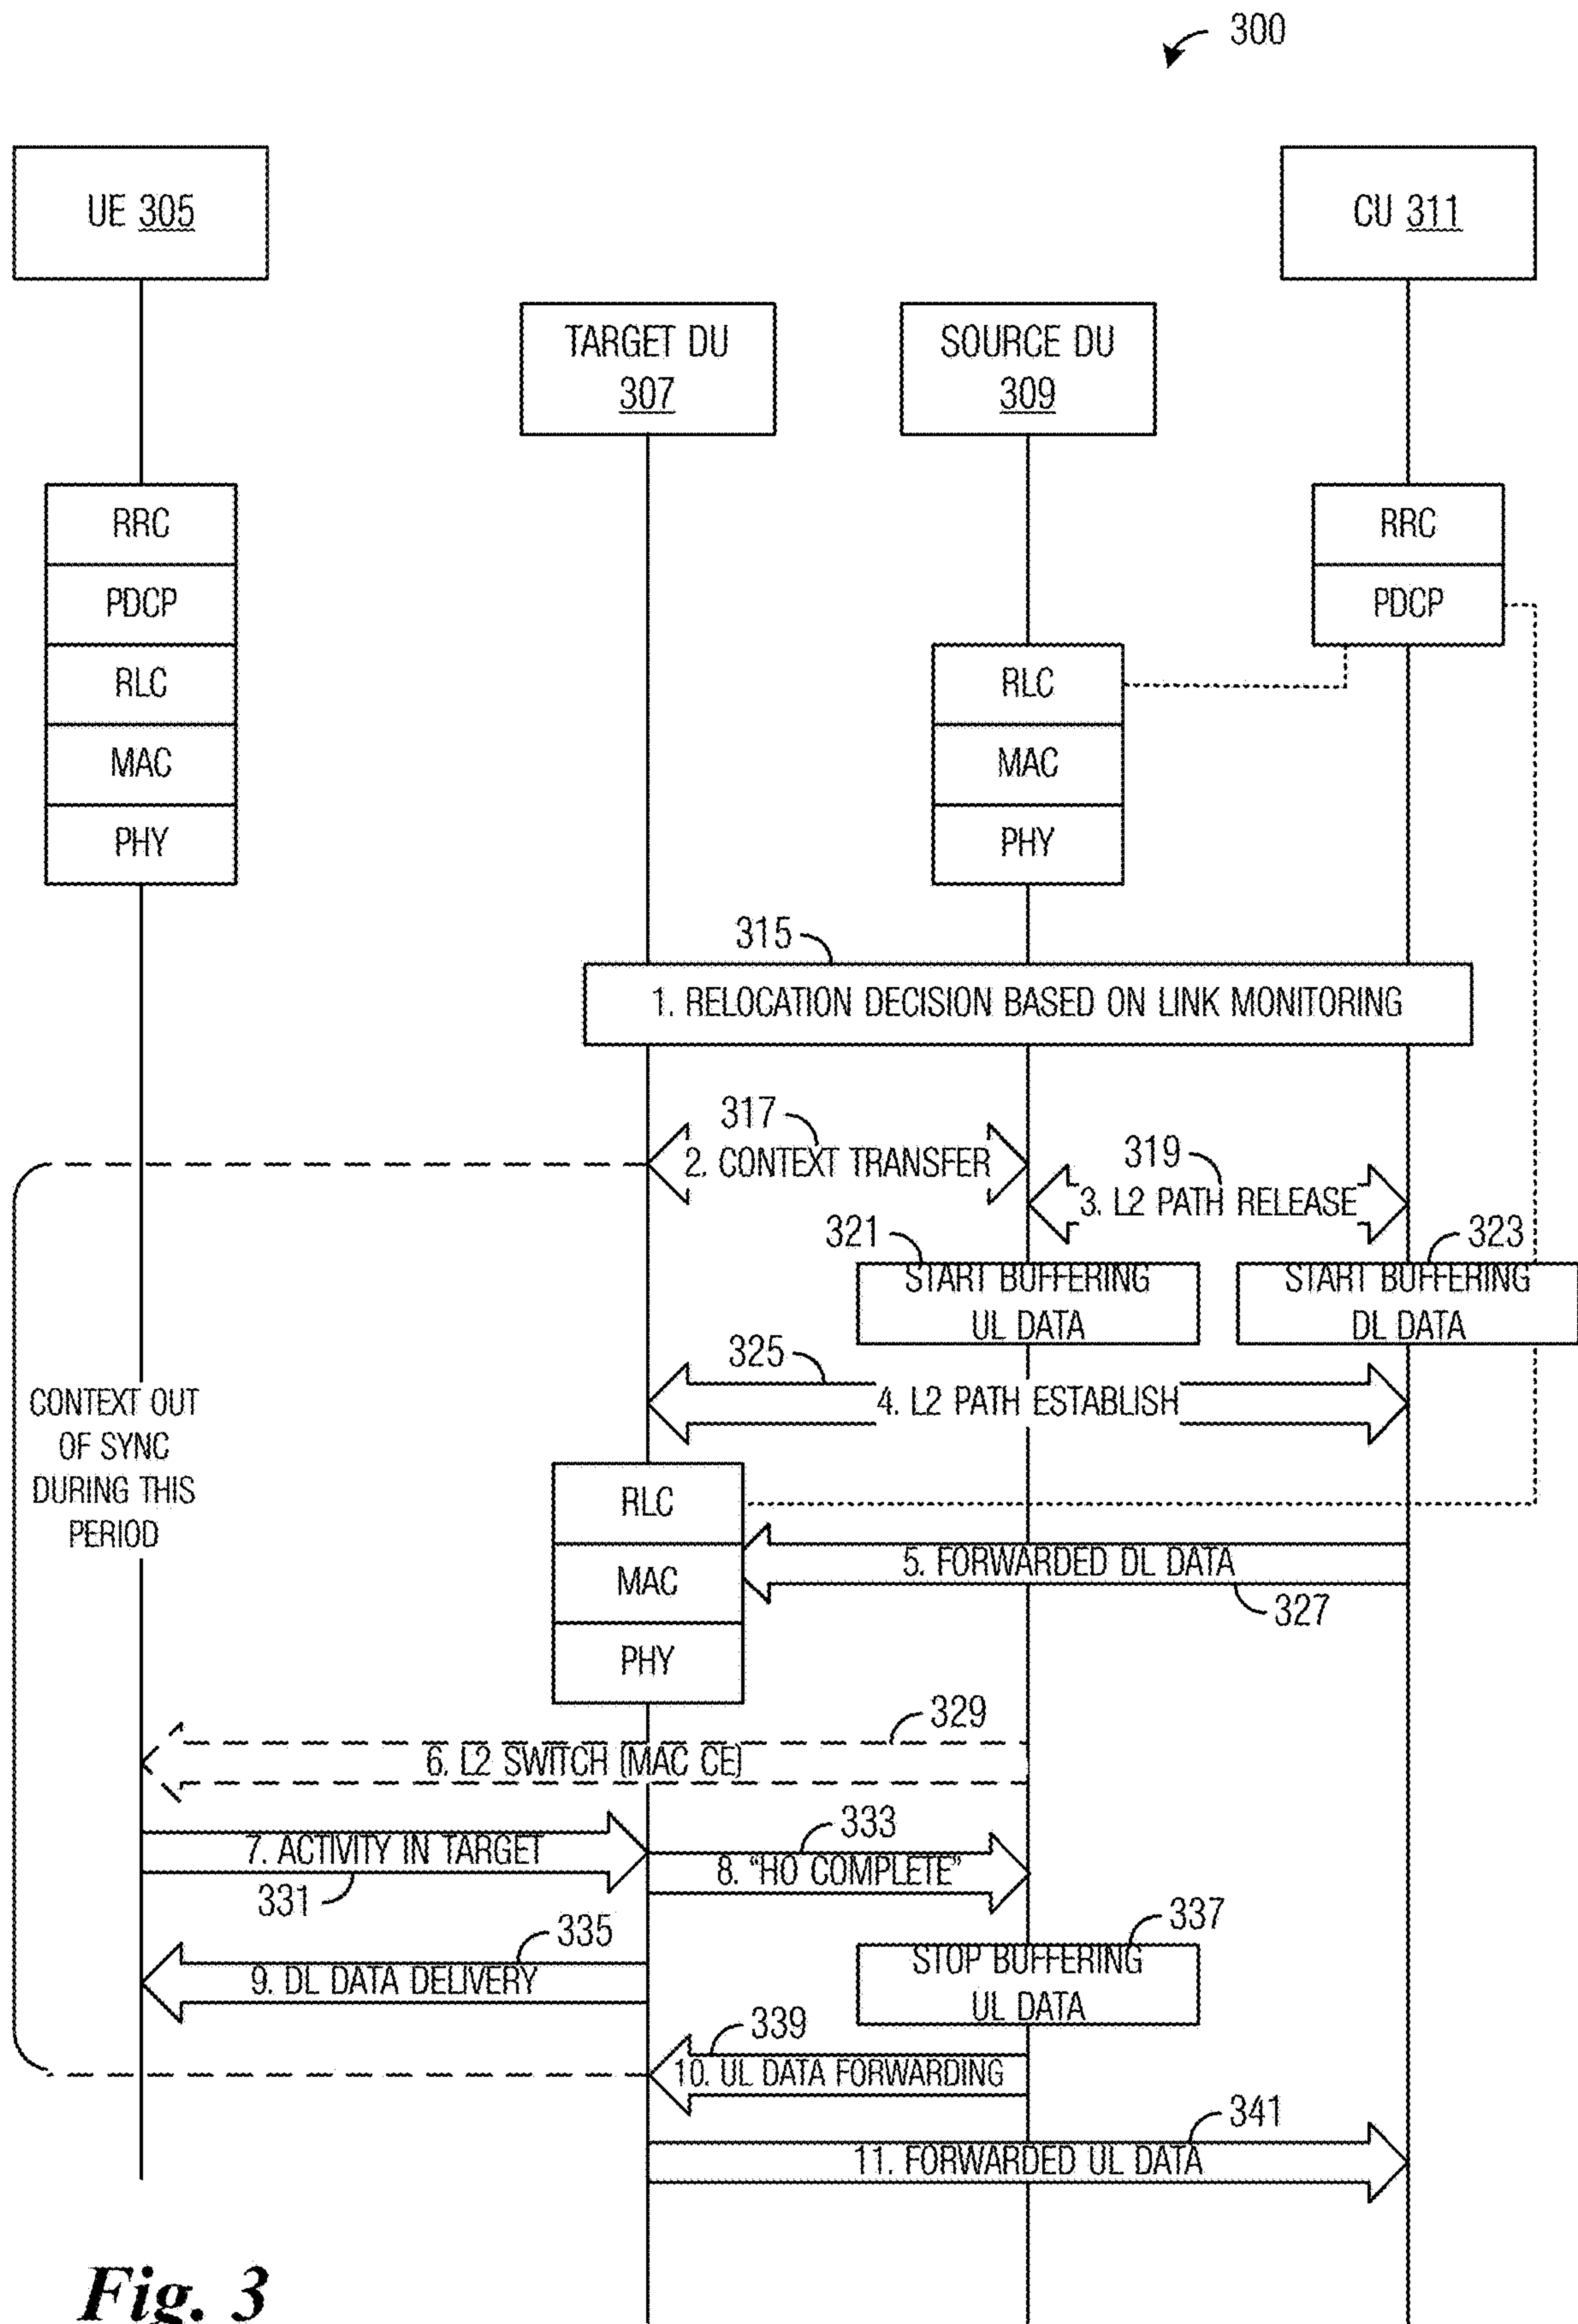 300
UE 305
CU 311
TARGET DU
307
SOURCE DU
309
RRC
PDCP
RLC
MAC
PHY
RLC
MAC
PHY
RRC
PDCP
315
1. RELOCATION DECISION BASED ON LINK MONITORING
317
2. CONTEXT TRANSFER
319
3. L2 PATH RELEASE
321
START BUFFERING
UL DATA
323
START BUFFERING
DL DATA
325
4. L2 PATH ESTABLISH
CONTEXT OUT
OF SYNC
DURING THIS
PERIOD
RLC
MAC
PHY
5. FORWARDED DL DATA
327
329
6. L2 SWITCH (MAC CE)
7. ACTIVITY IN TARGET
331
333
8. “HO COMPLETE”
335
9. DL DATA DELIVERY
337
STOP BUFFERING
UL DATA
339
10. UL DATA FORWARDING
341
11. FORWARDED UL DATA
Fig. 3